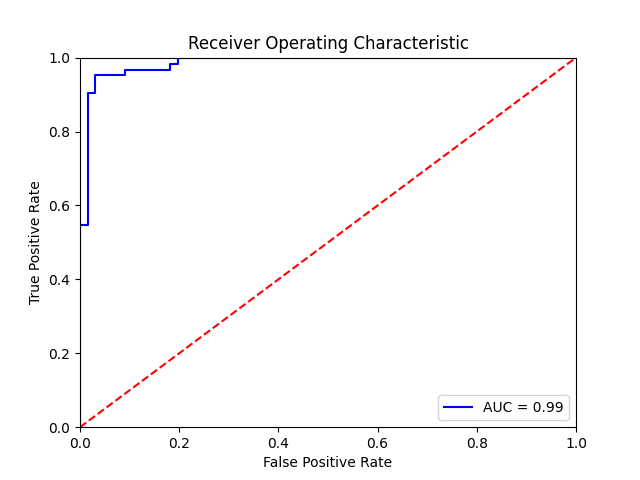 Receiver Operating Characteristic
1.0
0.8
0.6
0.4
0.2
0.0
True Positive Rate
AUC = 0.99
0.0 0.2 0.4 0.6 0.8 1.0
False Positive Rate